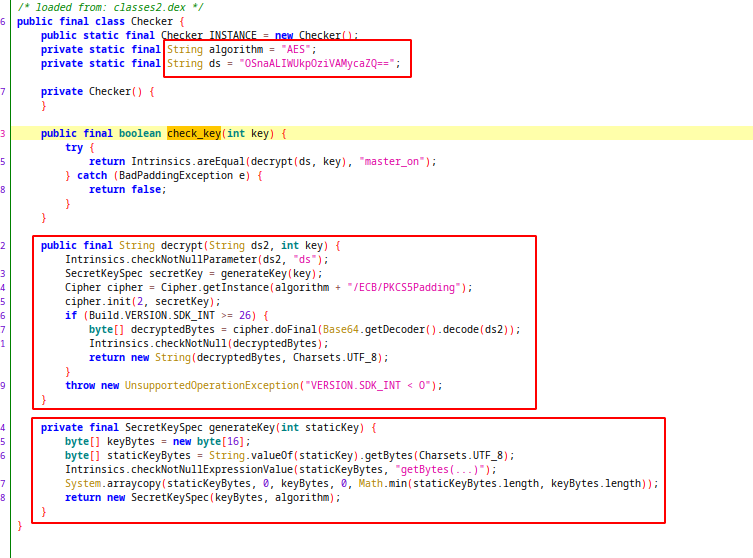 /* loaded from: classes2.dex */
6 public final class Checker {
public static final Checker INSTANCE = new Checker();
private static final String algorithm = "AES";
private static final String ds = "OSnaALIWUkpOziVAMycaZQ==";
7 private Checker() {
}
3 public final boolean check_key(int key) {
try {
5 return Intrinsics.areEqual(decrypt(ds, key), "master_on");
} catch (BadPaddingException e) {
8 return false;
}
}
2 public final String decrypt(String ds2, int key) {
Intrinsics.checkNotNullParameter(ds2, "ds");
3 SecretKeySpec secretKey = generateKey(key);
4 Cipher cipher = Cipher.getInstance(algorithm + "/ECB/PKCS5Padding");
5 cipher.init(2, secretKey);
6 if (Build.VERSION.SDK_INT >= 26) {
7 byte[] decryptedBytes = cipher.doFinal(Base64.getDecoder().decode(ds2));
1 Intrinsics.checkNotNull(decryptedBytes);
return new String(decryptedBytes, Charsets.UTF_8);
}
9 throw new UnsupportedOperationException("VERSION.SDK_INT < O");
}
4 private final SecretKeySpec generateKey(int staticKey) {
5 byte[] keyBytes = new byte[16];
6 byte[] staticKeyBytes = String.valueOf(staticKey).getBytes(Charsets.UTF_8);
Intrinsics.checkNotNullExpressionValue(staticKeyBytes, "getBytes(...)");
7 System.arraycopy(staticKeyBytes, 0, keyBytes, 0, Math.min(staticKeyBytes.length, keyBytes.length));
8 return new SecretKeySpec(keyBytes, algorithm);
}
}